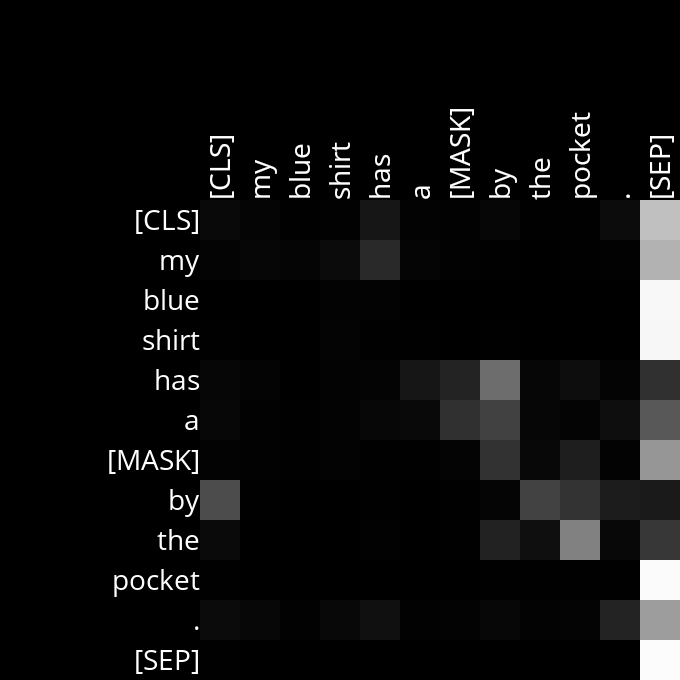 [CLS] my blue shirt has a [MASK] by the pocket . [SEP]
[CLS]
my
blue
shirt
has
a
[MASK]
by
the
pocket
.
[SEP]